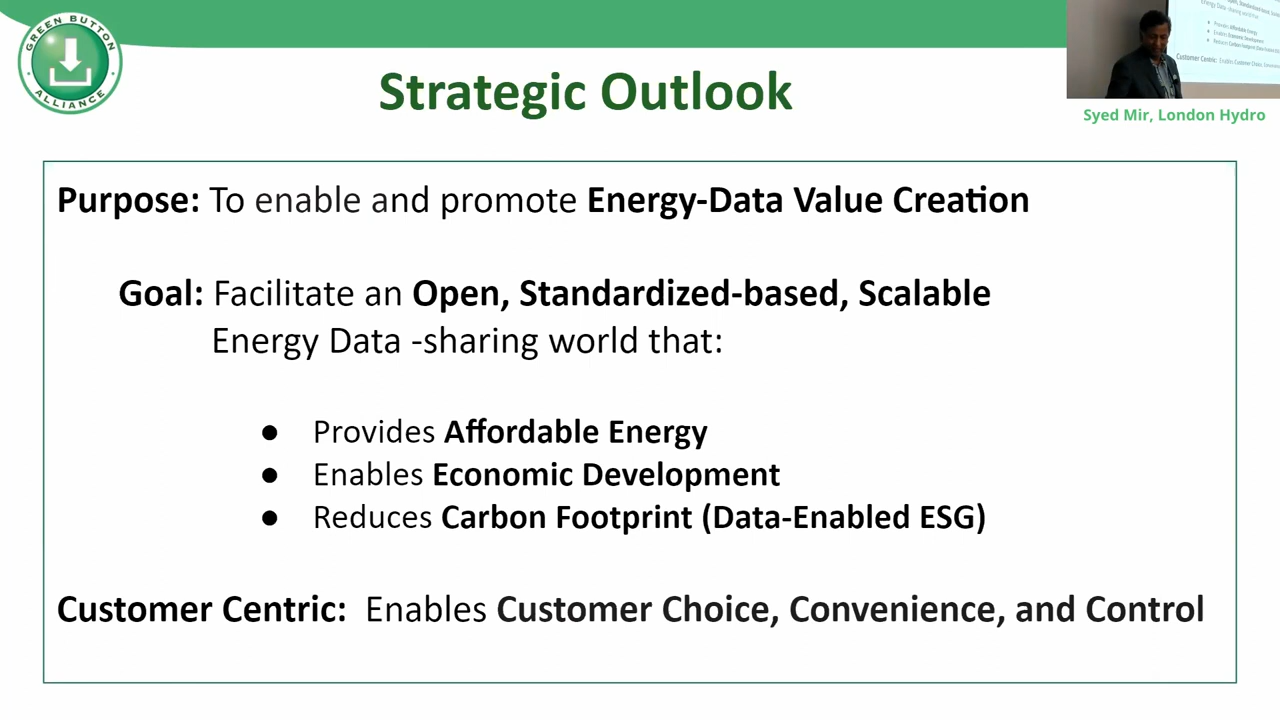 GREEN BUTTON
ALLIANCE
Strategic Outlook
Syed Mir, London Hydro
Purpose: To enable and promote Energy-Data Value Creation
Goal: Facilitate an Open, Standardized-based, Scalable
Energy Data -sharing world that:
● Provides Affordable Energy
● Enables Economic Development
● Reduces Carbon Footprint (Data-Enabled ESG)
Customer Centric: Enables Customer Choice, Convenience, and Control